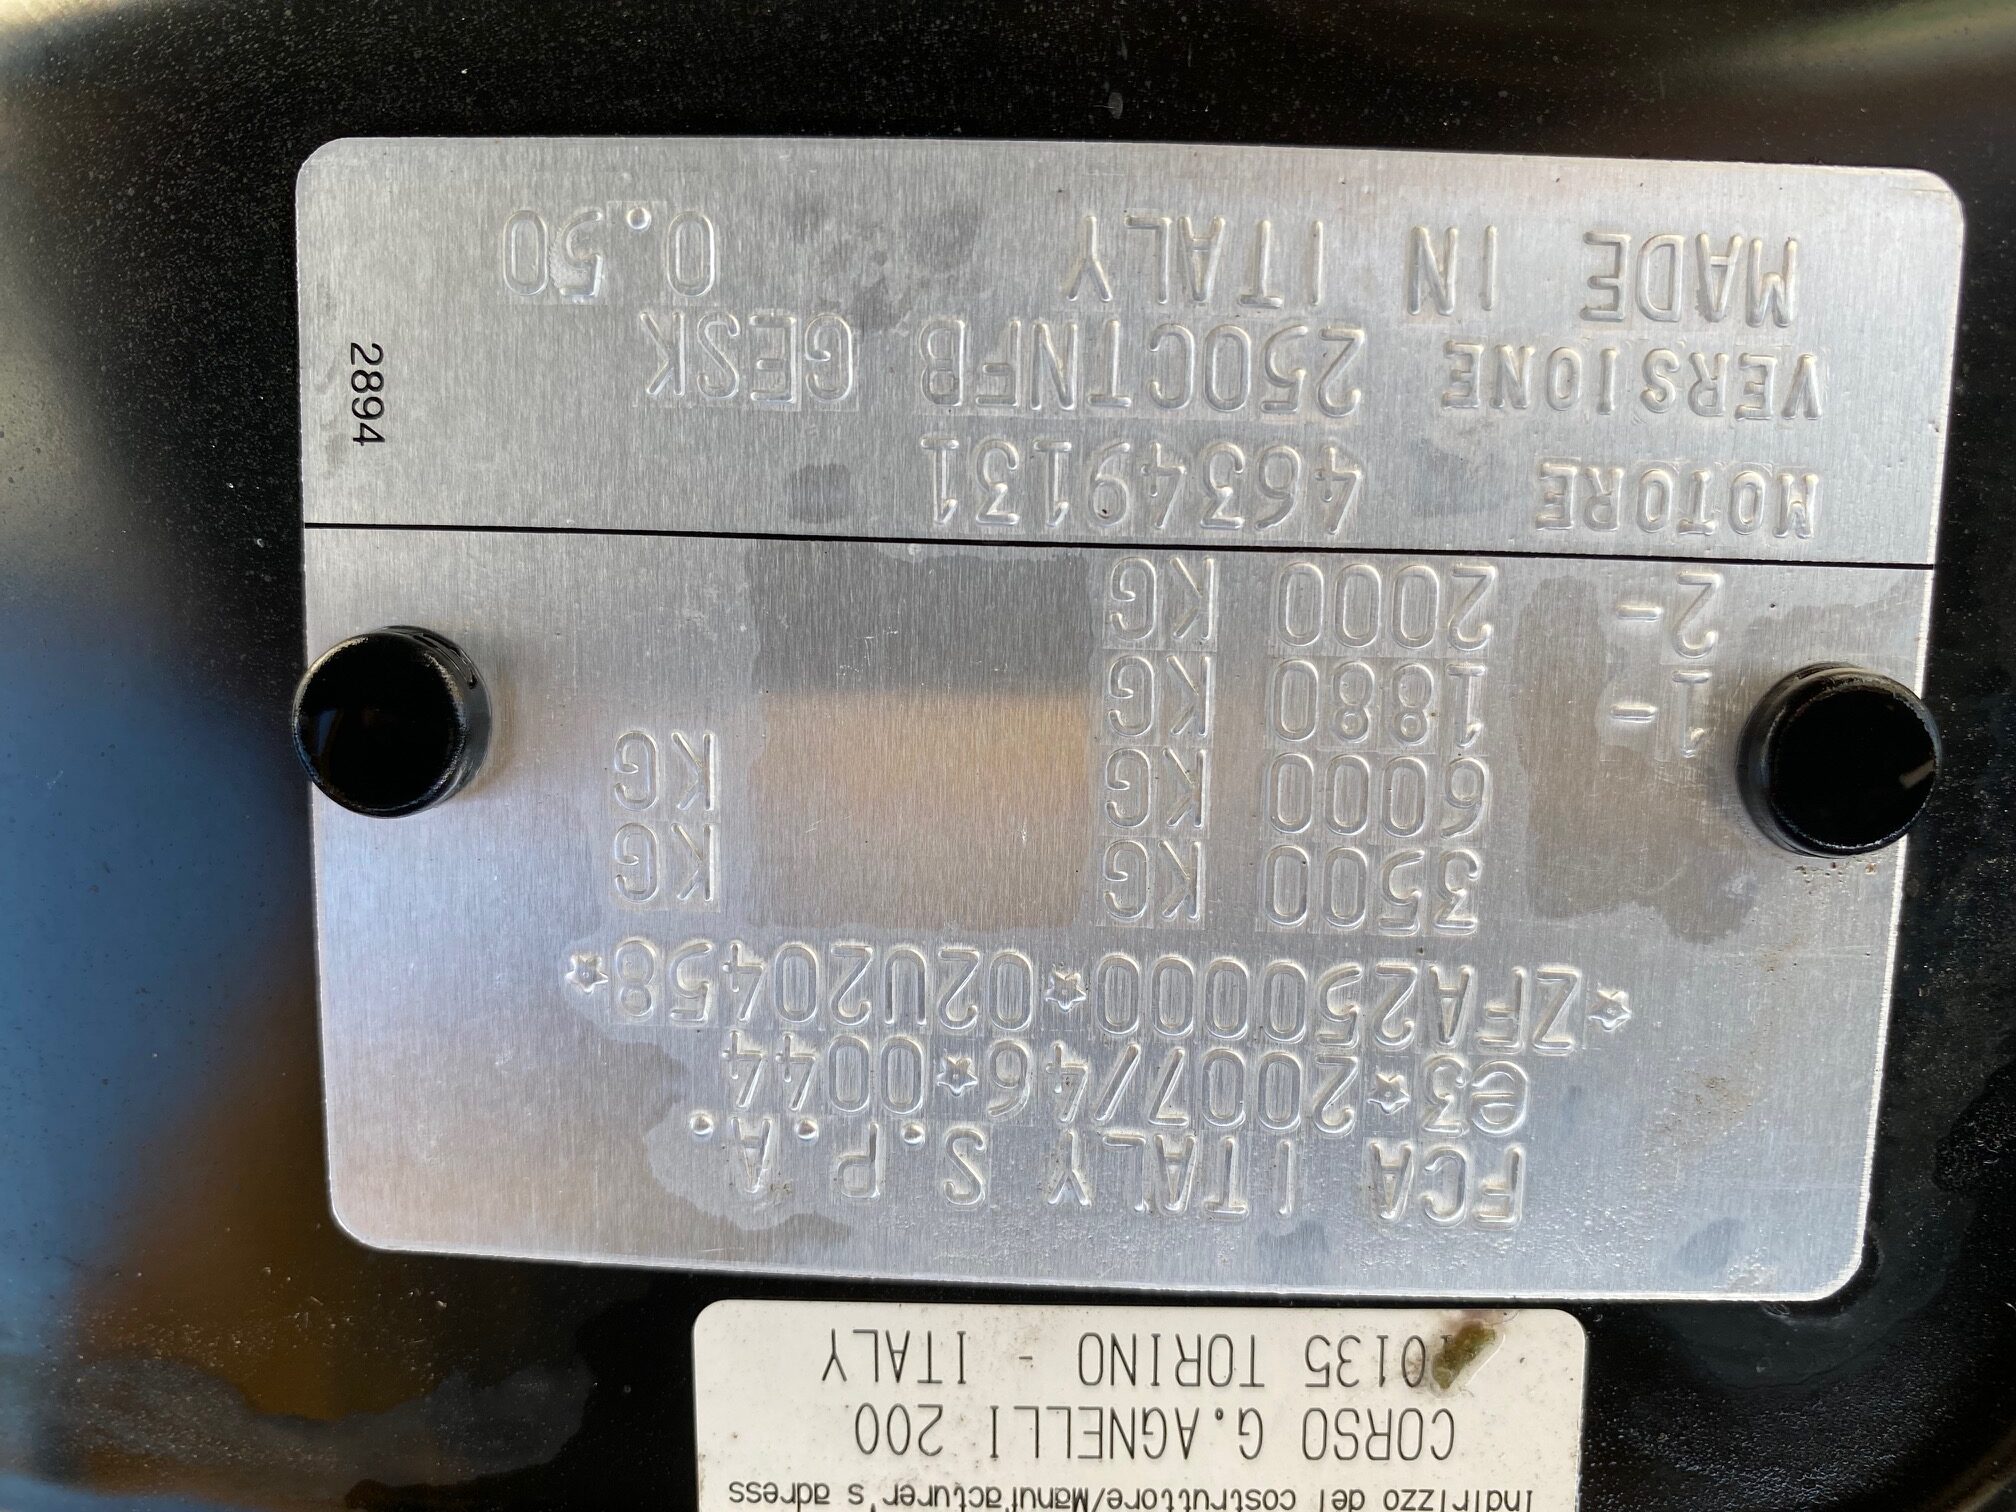 Indirizzo del costruttore/Manufacturer's adress
CORSO G.AGNELLI 200
0135 TORINO - ITALY
FCA ITALY S.P.A.
e3*2007/46*0044
*ZFA2500000*02U20458*
3500 KG KG
6000 KG KG
1- 1880 KG
2- 2000 KG
MOTORE 46349131
VERSIONE 250CTNFB GESK
MADE IN ITALY 0.50
2894